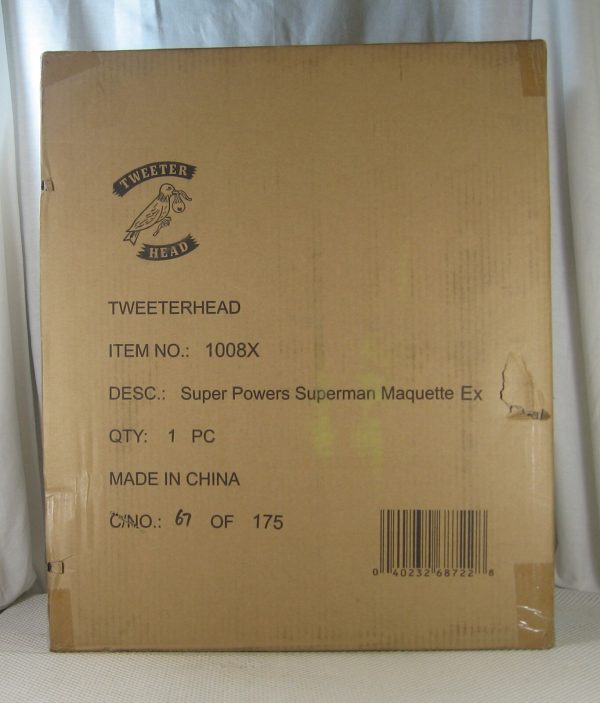 TWEETER
HEAD
TWEETERHEAD
ITEM NO.: 1008X
DESC.: Super Powers Superman Maquette Ex
QTY: 1 PC
MADE IN CHINA
C/NO.: 67 OF 175
0 40232 68722 8